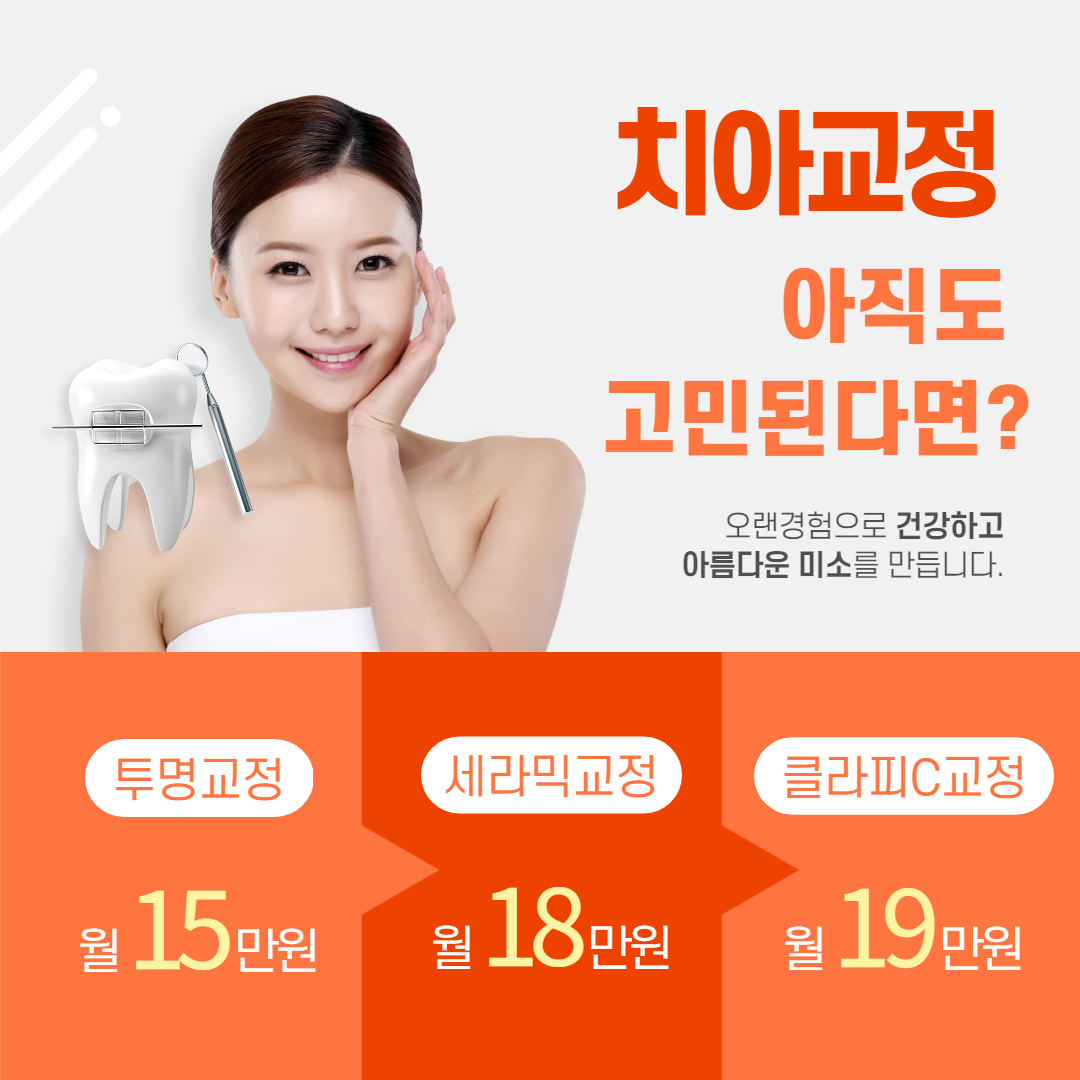 치아교정
아직도
고민된다면?
오랜경험으로 건강하고
아름다운 미소를 만듭니다.
투명교정
월 15만원
세라믹교정
월 18만원
클라피C교정
월 19만원